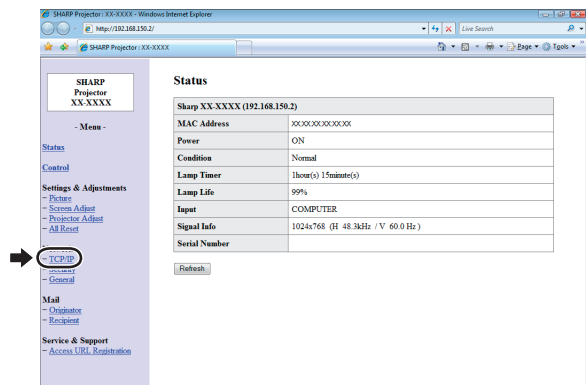 SHARP Projector: XX-XXXX - Windows Internet Explorer
http://192.168.150.2/
Live Search
SHARP Projector: XX-XXXX
Page
Tools
SHARP
Projector
XX-XXXX
- Menu -
Status
Control
Settings & Adjustments
- Picture
- Screen Adjust
- Projector Adjust
- All Reset
- TCP/IP
- Security
- General
Mail
- Originator
- Recipient
Service & Support
- Access URL Registration
Status
Sharp XX-XXXX (192.168.150.2)
MAC Address XX:XX:XX:XX:XX:XX
Power ON
Condition Normal
Lamp Timer 1hour(s) 15minute(s)
Lamp Life 99%
Input COMPUTER
Signal Info 1024x768 (H 48.3kHz / V 60.0 Hz )
Serial Number
Refresh